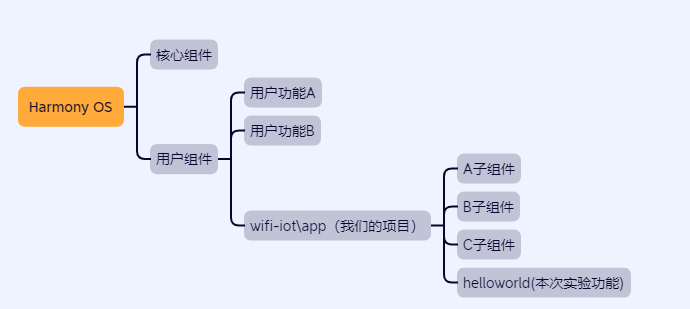 核心组件
Harmony OS
用户组件
用户功能A
用户功能B
wifi-iot\app（我们的项目）
A子组件
B子组件
C子组件
helloworld(本次实验功能)